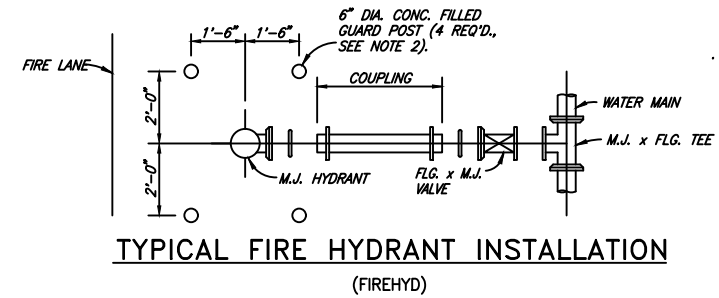 1'-6"
1'-6"
6" DIA. CONC. FILLED
GUARD POST (4 REQ'D.,
SEE NOTE 2).
FIRE LANE
COUPLING
2'-0"
2'-0"
WATER MAIN
M.J. x FLG. TEE
M.J. HYDRANT
FLG. x M.J.
VALVE
TYPICAL FIRE HYDRANT INSTALLATION
(FIREHYD)